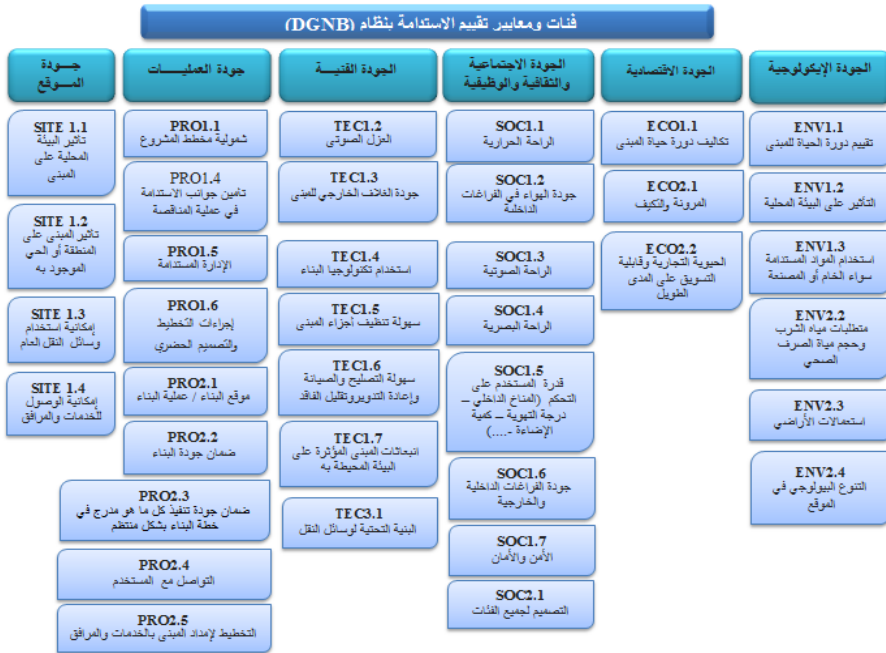 فئات ومعايير تقييم الاستدامة بنظام (DGNB)
الجودة الإيكولوجية
ENV1.1
تقييم دورة الحياة للمبنى
ENV1.2
التأثير على البيئة المحلية
ENV1.3
استخدام المواد المستدامة
سواء الخام أو المصنعة
ENV2.2
متطلبات مياه الشرب
وحجم مياة الصرف
الصحي
ENV2.3
استعمالات الأراضي
ENV2.4
التنوع البيولوجي في
الموقع
الجودة الاقتصادية
ECO1.1
تكاليف دورة حياة المبنى
ECO2.1
المرونة والتكيف
ECO2.2
الحيوية التجارية وقابلية
التسويق على المدى
الطويل
الجودة الاجتماعية
والثقافية والوظيفية
SOC1.1
الراحة الحرارية
SOC1.2
جودة الهواء في الفراغات
الداخلية
SOC1.3
الراحة الصوتية
SOC1.4
الراحة البصرية
SOC1.5
قدرة المستخدم على
التحكم (المناخ الداخلي –
درجة التهوية – كمية
الإضاءة -....)
SOC1.6
جودة الفراغات الداخلية
والخارجية
SOC1.7
الأمن والأمان
SOC2.1
التصميم لجميع الفئات
الجودة الفنيـــة
TEC1.2
العزل الصوتي
TEC1.3
جودة الغلاف الخارجي للمبنى
TEC1.4
استخدام تكنولوجيا البناء
TEC1.5
سهولة تنظيف أجزاء المبنى
TEC1.6
سهولة التصليح والصيانة
وإعادة التدويروتقليل الفاقد
TEC1.7
انبعاثات المبنى المؤثرة على
البيئة المحيطة به
TEC3.1
البنية التحتية لوسائل النقل
جودة العمليـــــات
PRO1.1
شمولية مخطط المشروع
PRO1.4
تأمين جوانب الاستدامة
في عملية المناقصة
PRO1.5
الإدارة المستدامة
PRO1.6
إجراءات التخطيط
والتصميم الحضري
PRO2.1
موقع البناء / عملية البناء
PRO2.2
ضمان جودة البناء
PRO2.3
ضمان جودة تنفيذ كل ما هو مدرج في
خطة البناء بشكل منتظم
PRO2.4
التواصل مع المستخدم
PRO2.5
التخطيط لإمداد المبنى بالخدمات والمرافق
جـــودة
المـــوقع
SITE 1.1
تأثير البيئة
المحلية على
المبنى
SITE 1.2
تأثير المبنى على
المنطقة أو الحي
الموجود به
SITE 1.3
إمكانية استخدام
وسائل النقل العام
SITE 1.4
إمكانية الوصول
للخدمات والمرافق